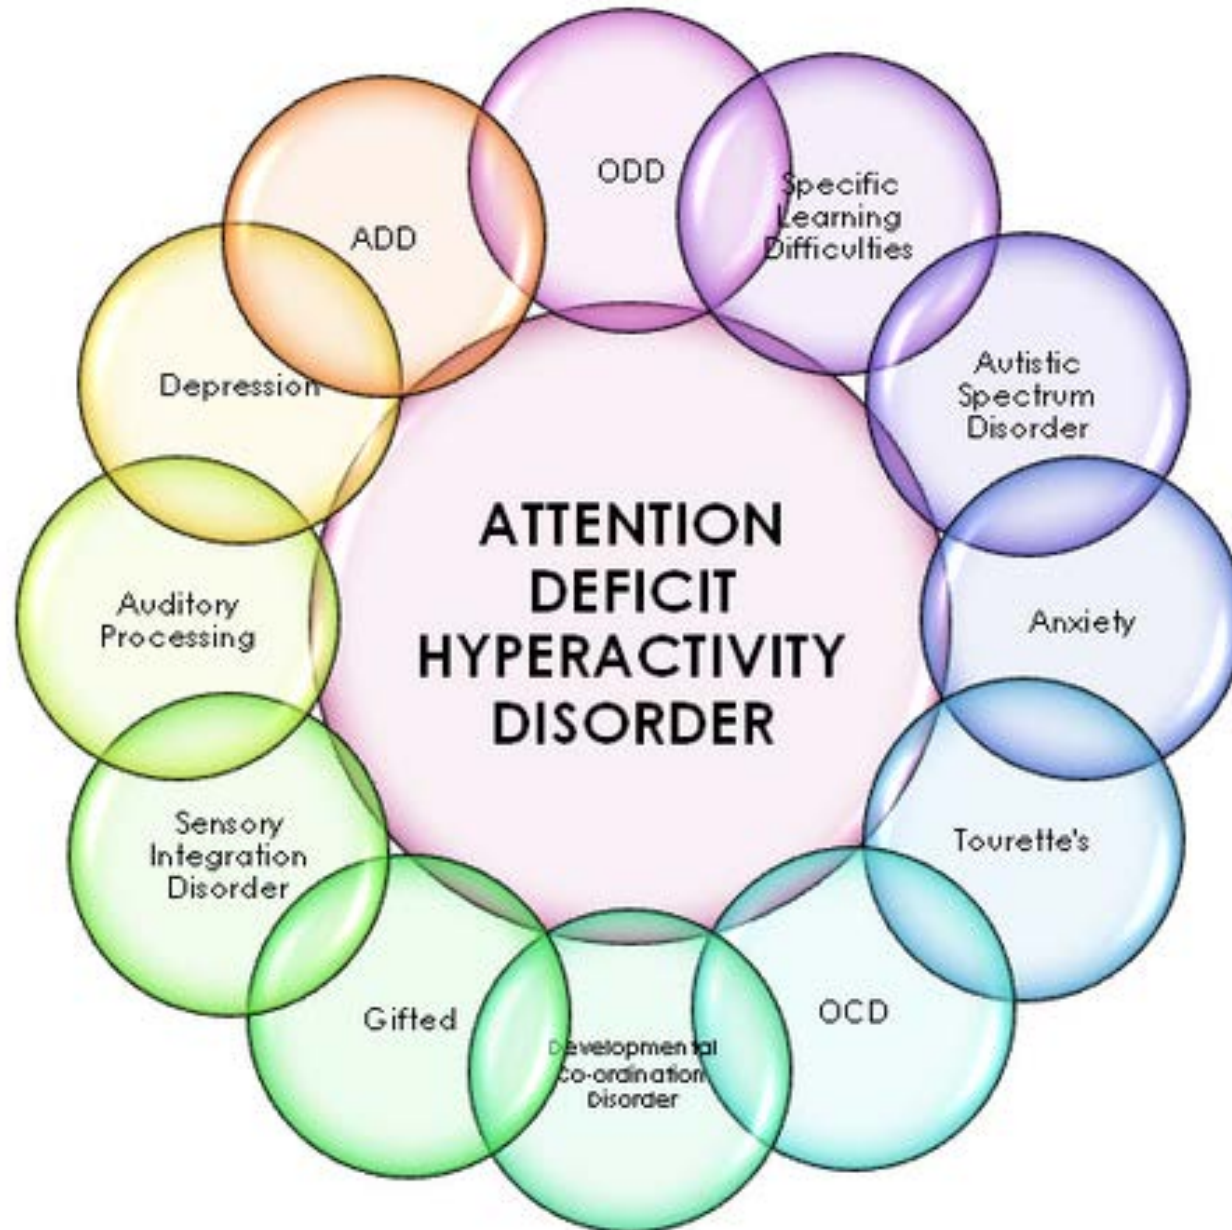 ODD
Specific
Learning
Difficulties
Autistic
Spectrum
Disorder
Anxiety
Tourette's
OCD
Developmental
Co-ordination
Disorder
Gifted
Sensory
Integration
Disorder
Auditory
Processing
Depression
ADD
ATTENTION
DEFICIT
HYPERACTIVITY
DISORDER